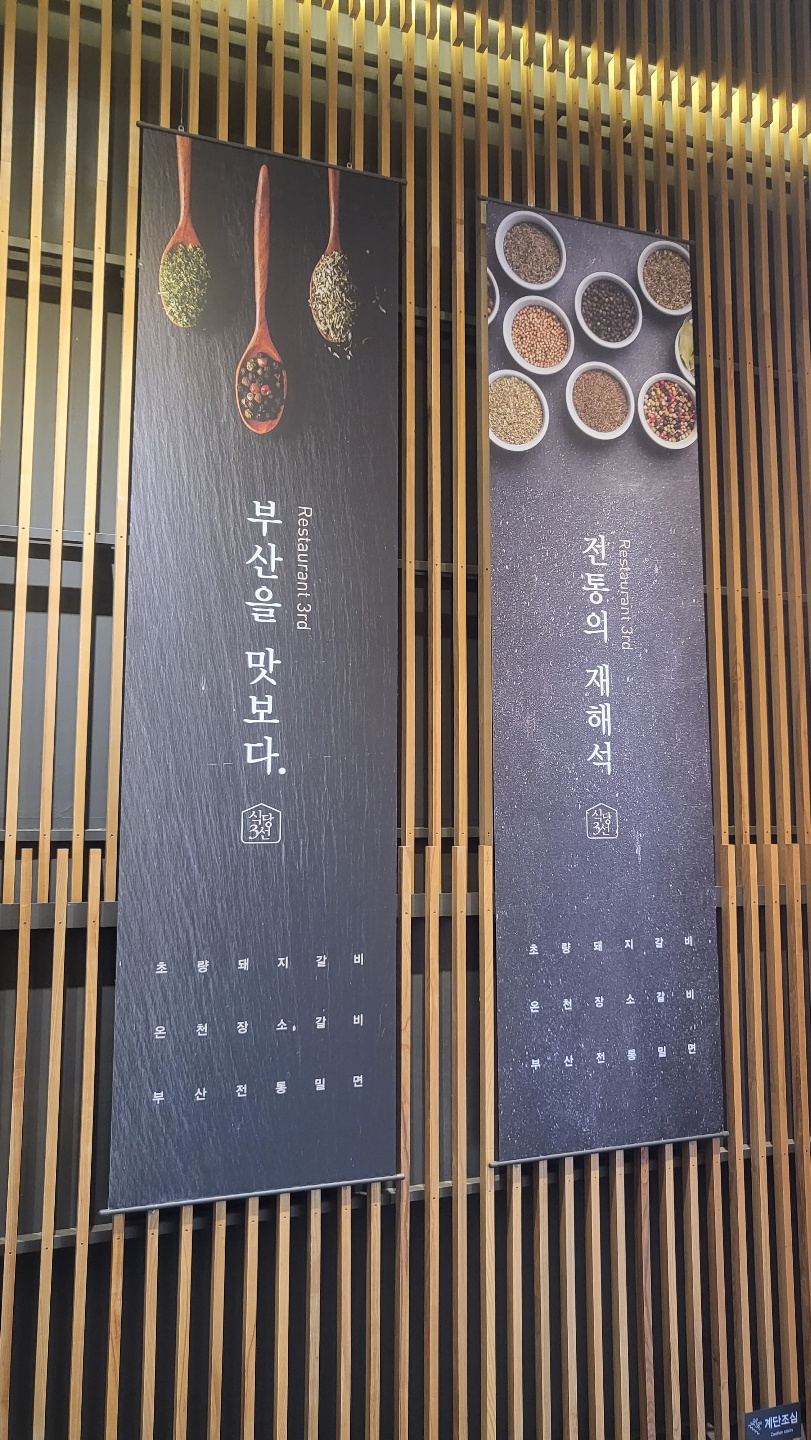 Restaurant 3rd
부산을 맛보다.
식당
3선
초량돼지갈비
온천장소갈비
부산전통밀면
Restaurant 3rd
전통의 재해석
식당
3선
초량돼지갈비
온천장소갈비
부산전통밀면
계단조심
Caution stairs